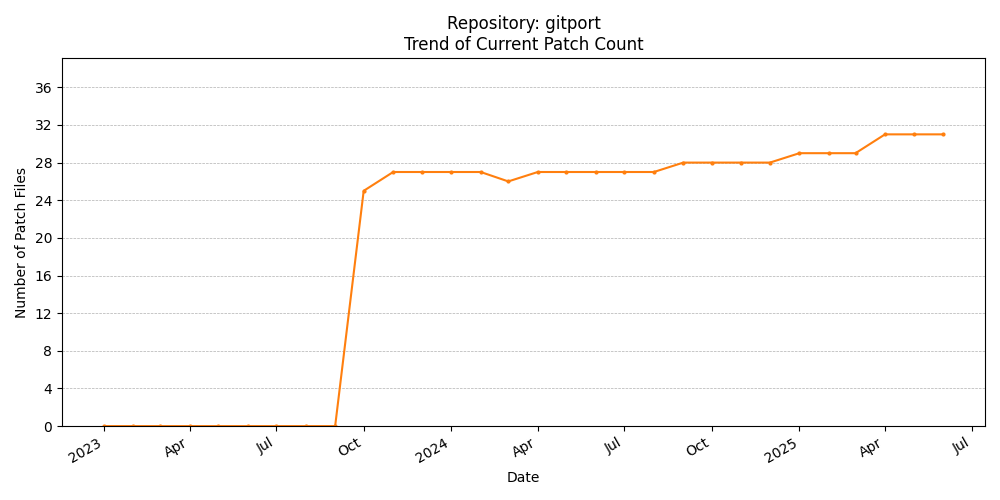 Repository: gitport
Trend of Current Patch Count
Number of Patch Files
36
32
28
24
20
16
12
8
4
0
2023
Apr
Jul
Oct
2024
Apr
Jul
Oct
2025
Apr
Jul
Date